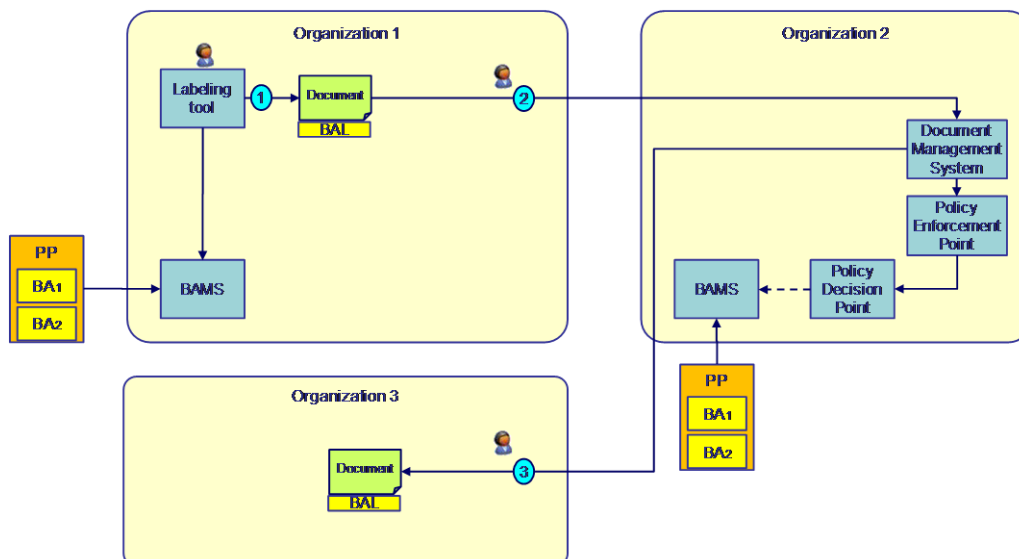 Organization 1
Labeling
tool
1
Document
BAL
2
PP
BA1
BA2
BAMS
Organization 2
Document
Management
System
Policy
Enforcement
Point
Policy
Decision
Point
BAMS
PP
BA1
BA2
Organization 3
Document
BAL
3